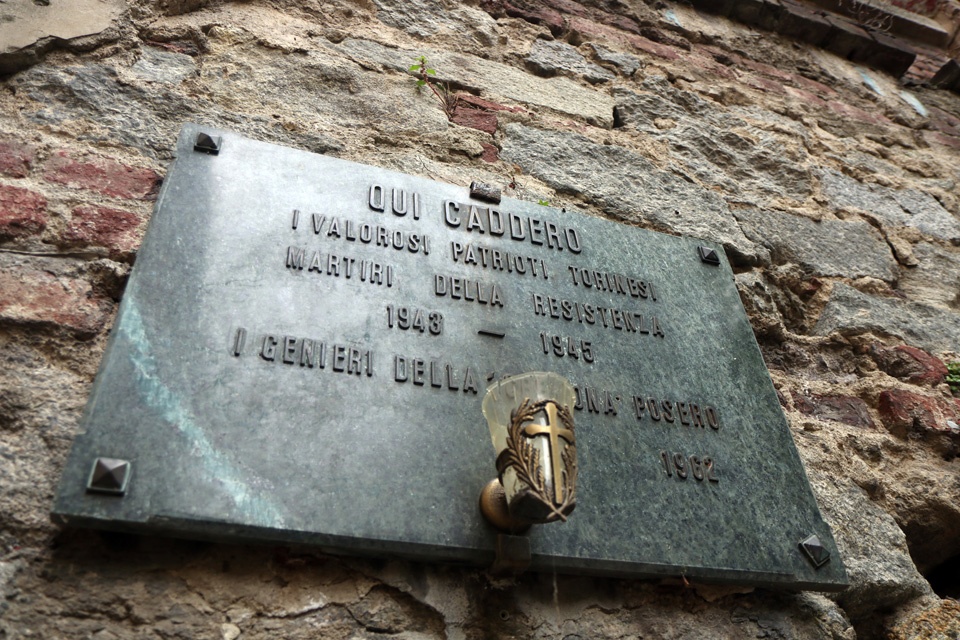 QUI CADDERO
I VALOROSI PATRIOTI TORINESI
MARTIRI DELLA RESISTENZA
1943 — 1945
I GENIERI DELLA POSERO
1962